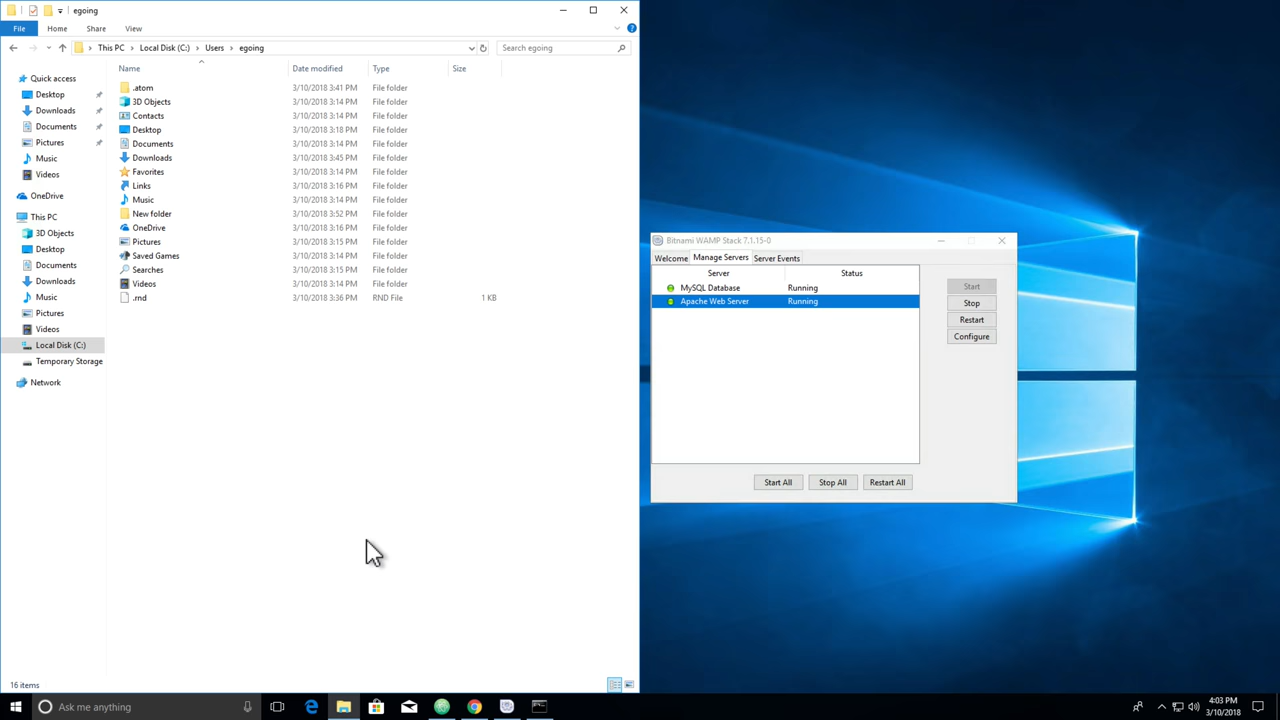 egoing
File Home Share View
This PC Local Disk (C:) Users egoing Search egoing
Name Date modified Type Size
Quick access
Desktop
Downloads
Documents
Pictures
Music
Videos
OneDrive
This PC
3D Objects
Desktop
Documents
Downloads
Music
Pictures
Videos
Local Disk (C:)
Temporary Storage
Network
.atom 3/10/2018 3:41 PM File folder
3D Objects 3/10/2018 3:14 PM File folder
Contacts 3/10/2018 3:14 PM File folder
Desktop 3/10/2018 3:18 PM File folder
Documents 3/10/2018 3:14 PM File folder
Downloads 3/10/2018 3:45 PM File folder
Favorites 3/10/2018 3:14 PM File folder
Links 3/10/2018 3:16 PM File folder
Music 3/10/2018 3:14 PM File folder
New folder 3/10/2018 3:52 PM File folder
OneDrive 3/10/2018 3:16 PM File folder
Pictures 3/10/2018 3:15 PM File folder
Saved Games 3/10/2018 3:14 PM File folder
Searches 3/10/2018 3:15 PM File folder
Videos 3/10/2018 3:14 PM File folder
.rnd 3/10/2018 3:36 PM RND File 1 KB
16 items
Bitnami WAMP Stack 7.1.15-0
Welcome Manage Servers Server Events
Server Status
MySQL Database Running
Apache Web Server Running
Start
Stop
Restart
Configure
Start All Stop All Restart All
Ask me anything
4:03 PM
3/10/2018